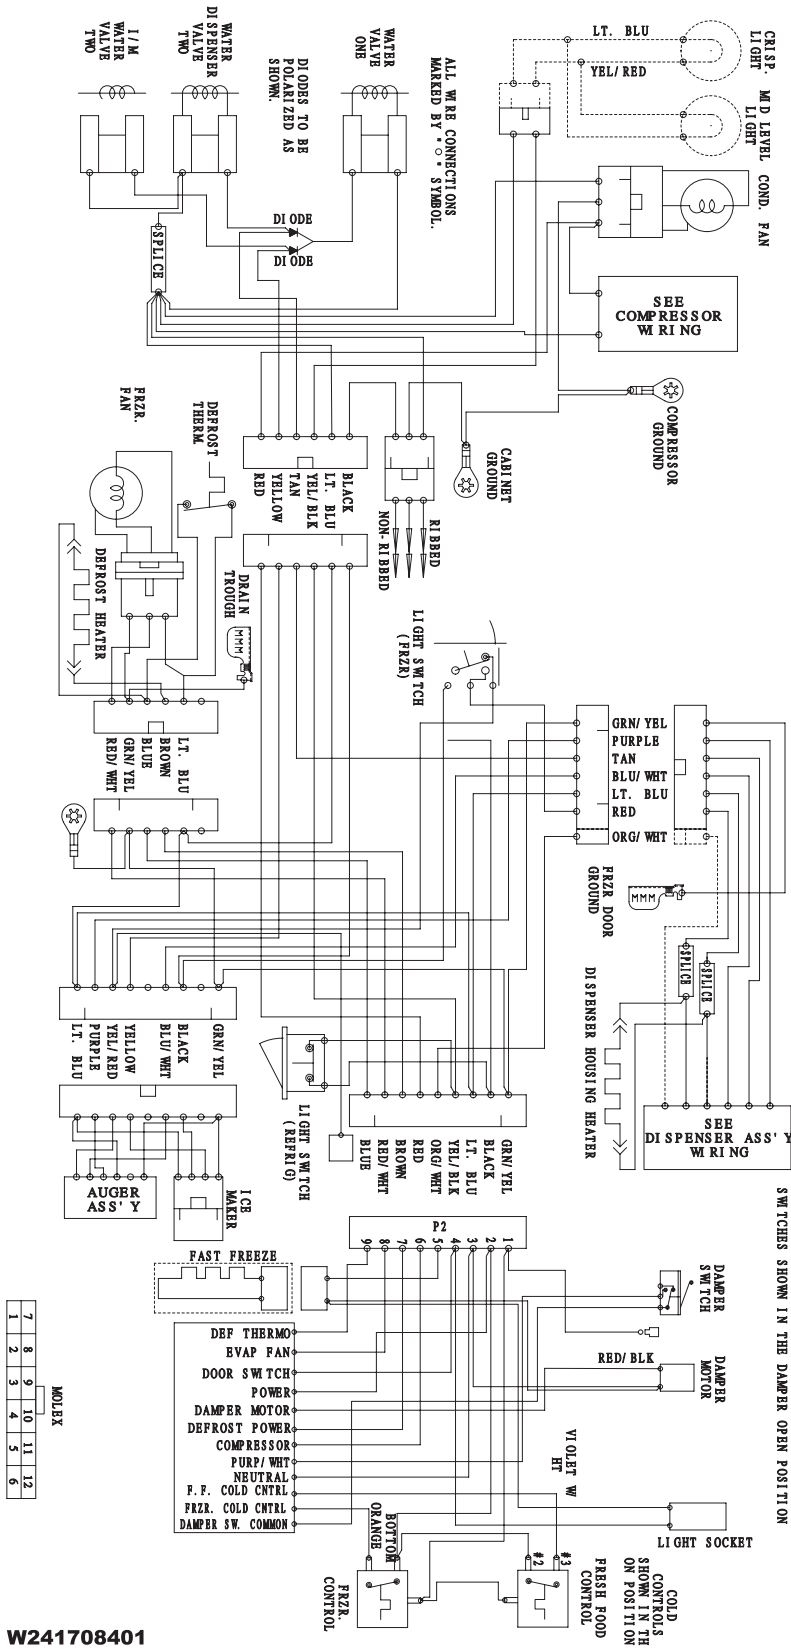 I/M
WATER
VALVE
TWO
WATER
DISPENSER
VALVE
TWO
DIODES TO BE
POLARIZED AS
SHOWN.
WATER
VALVE
ONE
ALL WIRE CONNECTIONS
MARKED BY "o" SYMBOL.
LT. BLU
YEL/RED
CRISP.
LIGHT
MID LEVEL
LIGHT
COND. FAN
DIODE
DIODE
SPLICE
SEE
COMPRESSOR
WIRING
COMPRESSOR
GROUND
CABINET
GROUND
FRZR.
FAN
DEFROST
THERM.
RED
YELLOW
TAN
YEL/BLK
LT. BLU
BLACK
NON-RIBBED
RIBBED
DEFROST HEATER
DRAIN
TROUGH
LIGHT SWITCH
(FRZR)
RED/WHT
GRN/YEL
BLUE
BROWN
LT. BLU
GRN/YEL
PURPLE
TAN
BLU/WHT
LT. BLU
RED
ORG/WHT
FRZR DOOR
GROUND
SPLICE
SPLICE
DISPENSER HOUSING HEATER
LT. BLU
PURPLE
YEL/RED
YELLOW
BLU/WHT
BLACK
GRN/YEL
LIGHT SWITCH
(REFRIG)
BLUE
RED/WHT
BROWN
RED
ORG/WHT
YEL/BLK
LT. BLU
BLACK
GRN/YEL
SEE
DISPENSER ASS'Y
WIRING
AUGER
ASS'Y
ICE
MAKER
P2
9 8 7 6 5 4 3 2 1
FAST FREEZE
DAMPER
SWITCH
RED/BLK
DAMPER
MOTOR
SWITCHES SHOWN IN THE DAMPER OPEN POSITION
DEF THERMO
EVAP FAN
DOOR SWITCH
POWER
DAMPER MOTOR
DEFROST POWER
COMPRESSOR
PURP/WHT
NEUTRAL
F.F. COLD CNTRL
FRZR. COLD CNTRL
DAMPER SW. COMMON
VIOLET W
HT
LIGHT SOCKET
BOTTOM
ORANGE
#2
#3
FRZR.
CONTROL
FRESH FOOD
CONTROL
COLD
CONTROLS
SHOWN IN TH
ON POSITION
MOLEX
7 8 9 10 11 12
1 2 3 4 5 6
W241708401